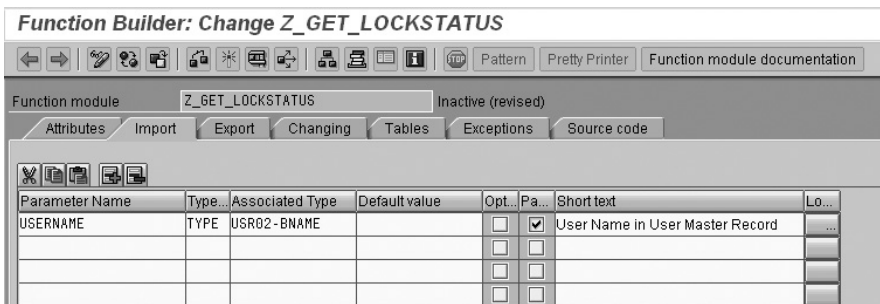 Function Builder: Change Z_GET_LOCKSTATUS
STOP Pattern Pretty Printer Function module documentation
Function module Z_GET_LOCKSTATUS Inactive (revised)
Attributes Import Export Changing Tables Exceptions Source code
Parameter Name Type... Associated Type Default value Opt... Pa... Short text Lo...
USERNAME TYPE USR02-BNAME User Name in User Master Record ...